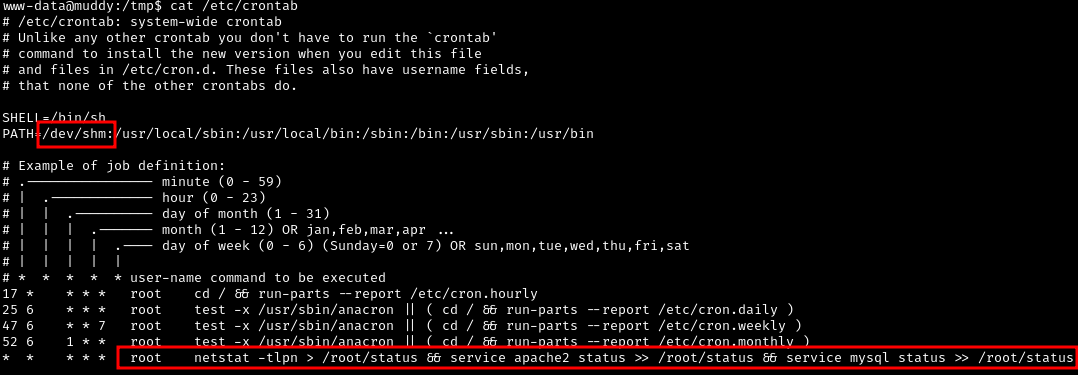 www-data@muddy:/tmp$ cat /etc/crontab
# /etc/crontab: system-wide crontab
# Unlike any other crontab you don't have to run the `crontab'
# command to install the new version when you edit this file
# and files in /etc/cron.d. These files also have username fields,
# that none of the other crontabs do.

SHELL=/bin/sh
PATH=/dev/shm:/usr/local/sbin:/usr/local/bin:/sbin:/bin:/usr/sbin:/usr/bin

# Example of job definition:
# .---------------- minute (0 - 59)
# |  .------------- hour (0 - 23)
# |  |  .---------- day of month (1 - 31)
# |  |  |  .------- month (1 - 12) OR jan,feb,mar,apr ...
# |  |  |  |  .---- day of week (0 - 6) (Sunday=0 or 7) OR sun,mon,tue,wed,thu,fri,sat
# |  |  |  |  |
# *  *  *  *  * user-name command to be executed
17 *    * * *   root    cd / && run-parts --report /etc/cron.hourly
25 6    * * *   root    test -x /usr/sbin/anacron || ( cd / && run-parts --report /etc/cron.daily )
47 6    * * 7   root    test -x /usr/sbin/anacron || ( cd / && run-parts --report /etc/cron.weekly )
52 6    1 * *   root    test -x /usr/sbin/anacron || ( cd / && run-parts --report /etc/cron.monthly )
*  *    * * *   root    netstat -tlpn > /root/status && service apache2 status >> /root/status && service mysql status >> /root/status